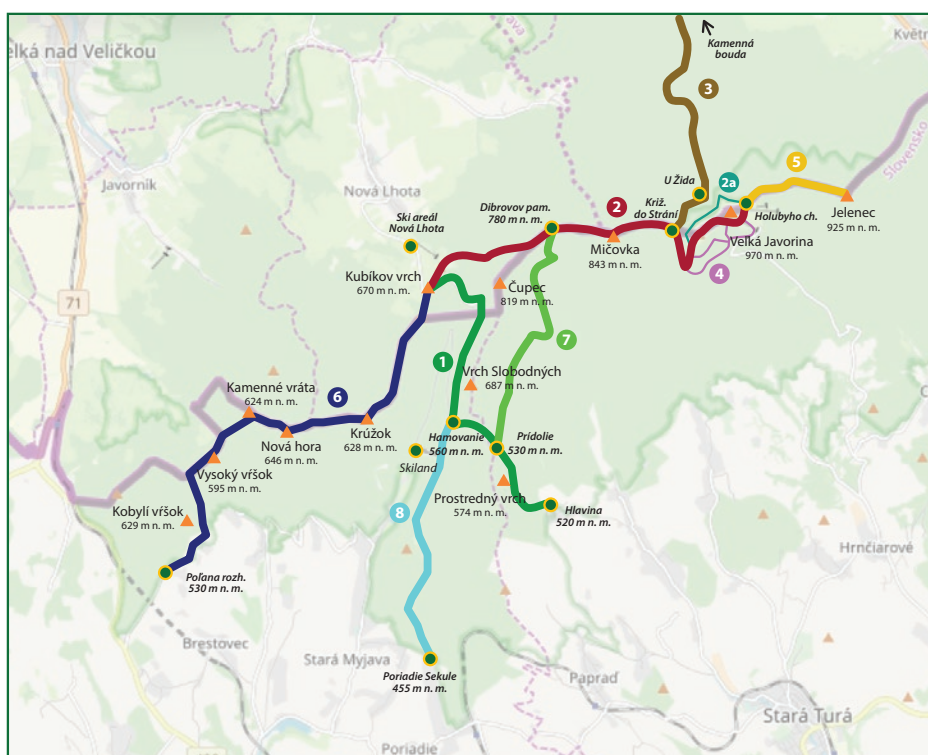 Kamenná
bouda
Květ
elká nad Veličkou
3
Slovensko
Javorník
U Žida
2a
5
Nová Lhota
Dibrovov pam.
780 m n. m.
2
Križ.
do Strání
Holubyho ch.
Jelenec
925 m n. m.
Ski areál
Nová Lhota
Mičovka
843 m n. m.
Veľká Javorina
970 m n. m.
4
Kubíkov vrch
670 m n. m.
Čupec
819 m n. m.
71
7
1
Vrch Slobodných
687 m n. m.
Kamenné vráta
624 m n. m.
6
Krúžok
628 m n. m.
Nová hora
646 m n. m.
Hamovanie
560 m n. m.
Prídolie
530 m n. m.
Skiland
Vysoký vŕšok
595 m n. m.
Prostredný vrch
574 m n. m.
Kobylí vŕšok
629 m n. m.
8
Hlavina
520 m n. m.
Hrnčiarové
Poľana rozh.
530 m n. m.
Brestovec
Stará Myjava
Poriadie Sekule
455 m n. m.
Papraď
Stará Turá
Poriadie